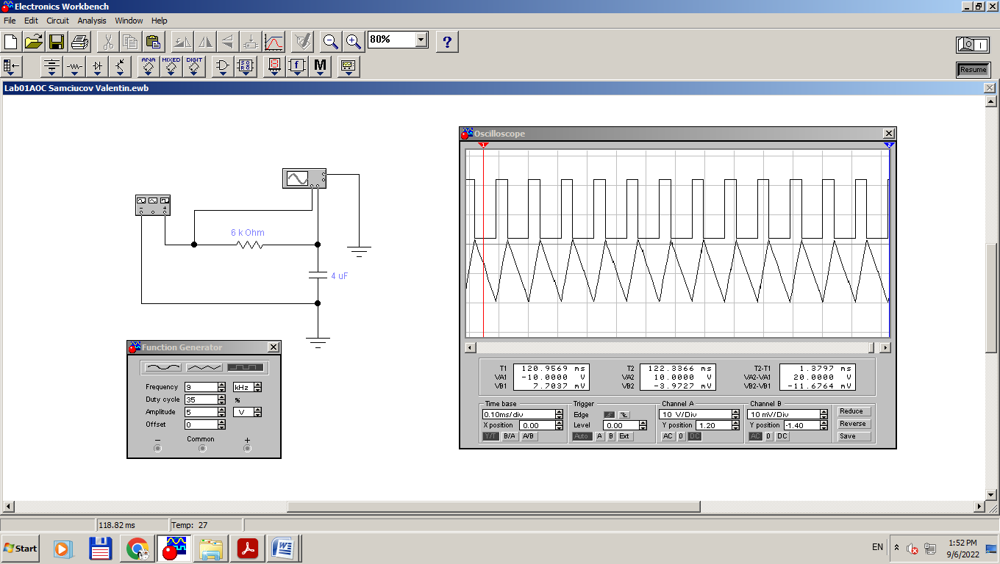 Electronics Workbench
File Edit Circuit Analysis Window Help
80%
?
I
ANA MIXED DIGIT
f M
Resume
Lab01AOC Samciucov Valentin.ewb
Oscilloscope
1 2
6 k Ohm
4 uF
Function Generator
Frequency 9 kHz
Duty cycle 35 %
Amplitude 5 V
Offset 0
− Common +
T1 120.9569 ms T2 122.3366 ms T2-T1 1.3797 ms
VA1 -10.0000 V VA2 10.0000 V VA2-VA1 20.0000 V
VB1 7.7037 mV VB2 -3.9727 mV VB2-VB1 -11.6764 mV
Time base Trigger Channel A Channel B
0.10ms/div Edge 10 V/Div 10 mV/Div Reduce
X position 0.00 Level 0.00 Y position 1.20 Y position -1.40 Reverse
Y/T B/A A/B Auto A B Ext AC 0 DC AC 0 DC Save
118.82 ms Temp: 27
Start EN 1:52 PM
9/6/2022